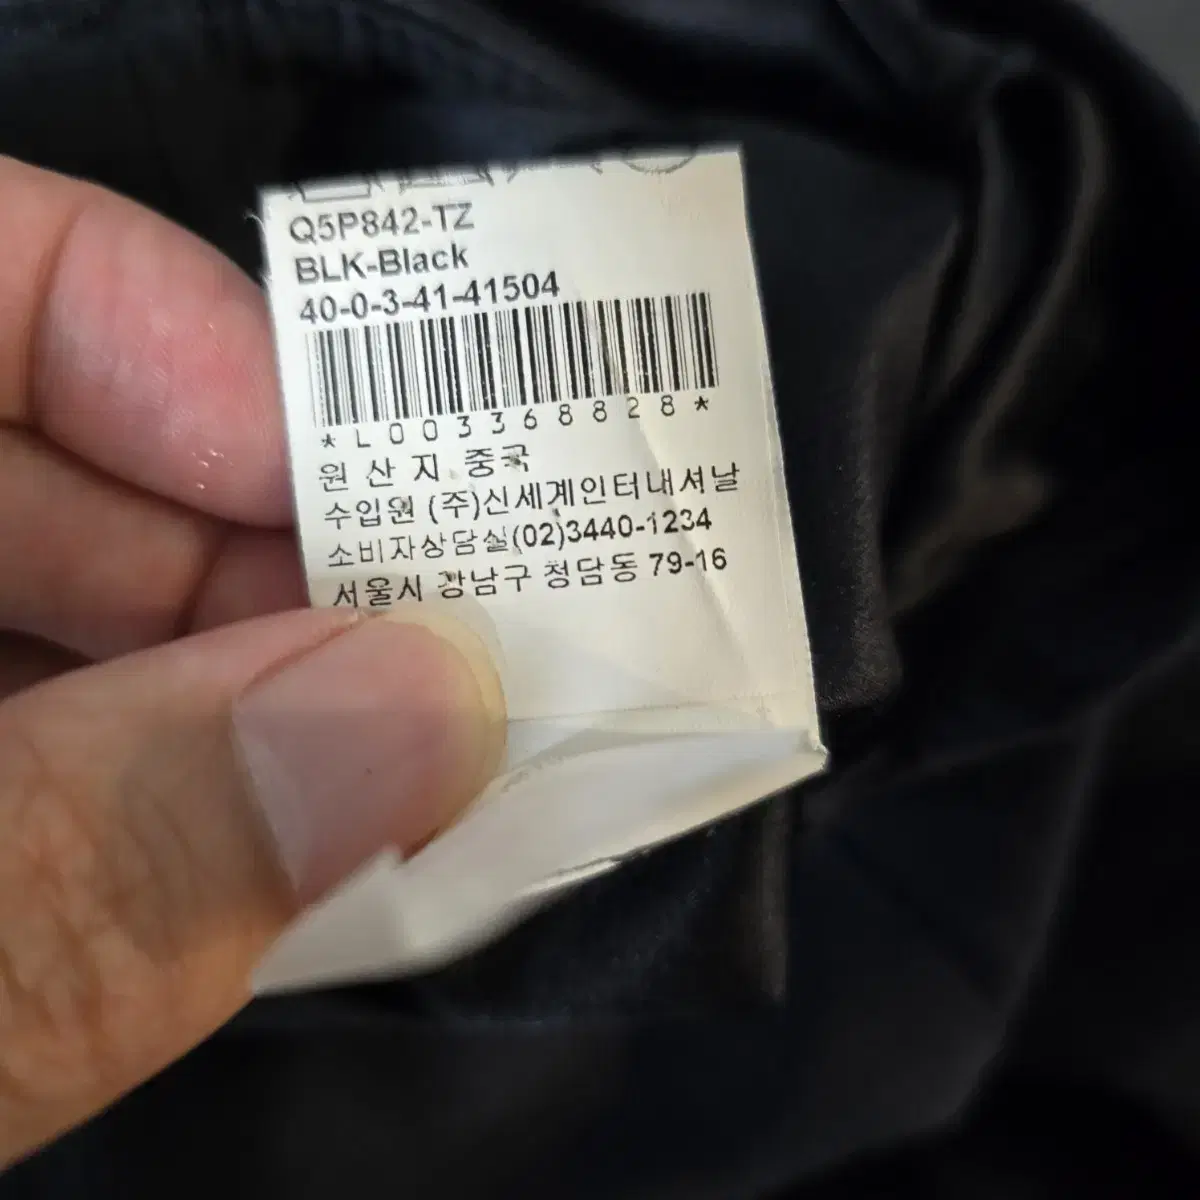 Q5P842-TZ
BLK-Black
40-0-3-41-41504
*L003368828*
원 산 지 중국
수입원 (주)신세계인터내셔날
소비자상담실(02)3440-1234
서울시 강남구 청담동 79-16